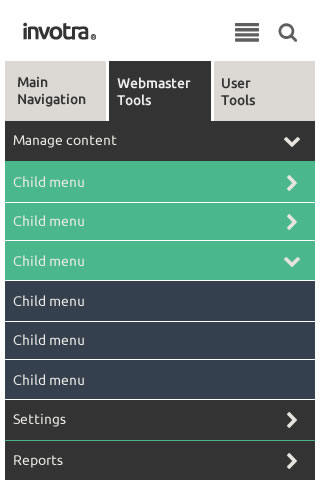 invotra®
Main
Navigation
Webmaster
Tools
User
Tools
Manage content
Child menu
Child menu
Child menu
Child menu
Child menu
Child menu
Settings
Reports